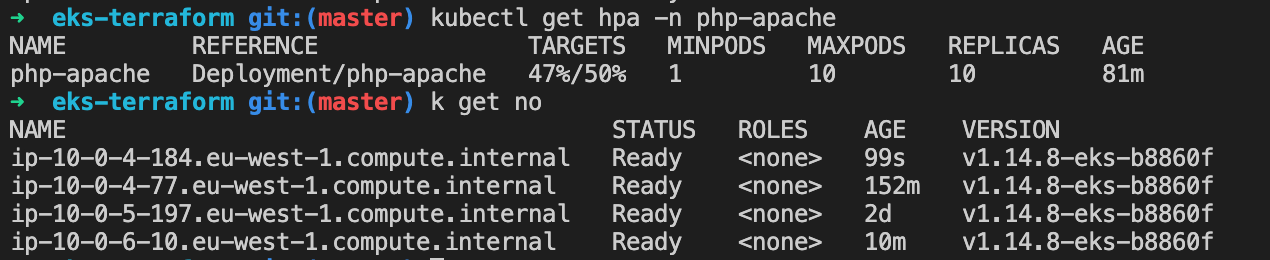 ➜ eks-terraform git:(master) kubectl get hpa -n php-apache
NAME REFERENCE TARGETS MINPODS MAXPODS REPLICAS AGE
php-apache Deployment/php-apache 47%/50% 1 10 10 81m
➜ eks-terraform git:(master) k get no
NAME STATUS ROLES AGE VERSION
ip-10-0-4-184.eu-west-1.compute.internal Ready <none> 99s v1.14.8-eks-b8860f
ip-10-0-4-77.eu-west-1.compute.internal Ready <none> 152m v1.14.8-eks-b8860f
ip-10-0-5-197.eu-west-1.compute.internal Ready <none> 2d v1.14.8-eks-b8860f
ip-10-0-6-10.eu-west-1.compute.internal Ready <none> 10m v1.14.8-eks-b8860f